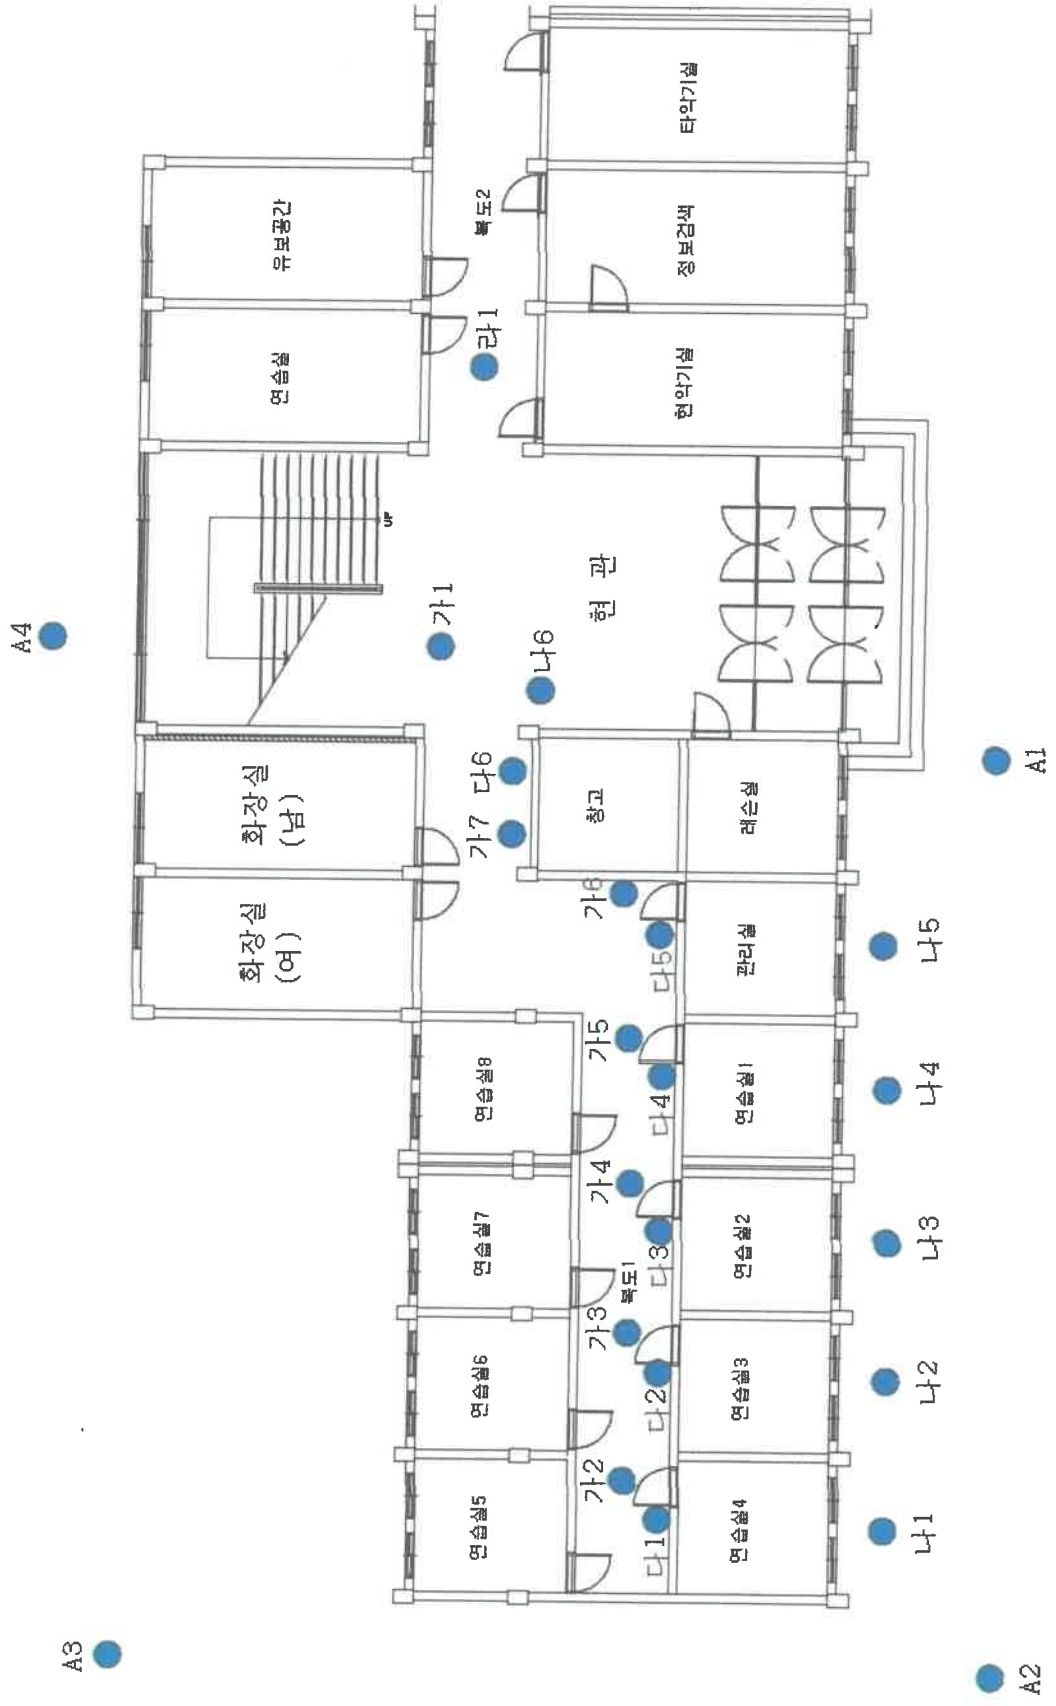 A3
A4
연습실5
연습실6
연습실7
연습실8
화장실
(여)
화장실
(남)
연습실
유보공간
UP
가1
라1
복도2
현 관
가2
가3
가4
가5
가6
가7
다6
나6
복도1
다1
다2
다3
다4
다5
창고
연습실4
연습실3
연습실2
연습실1
관리실
래슨실
현악기실
정보검색
타악기실
나1
나2
나3
나4
나5
A2
A1